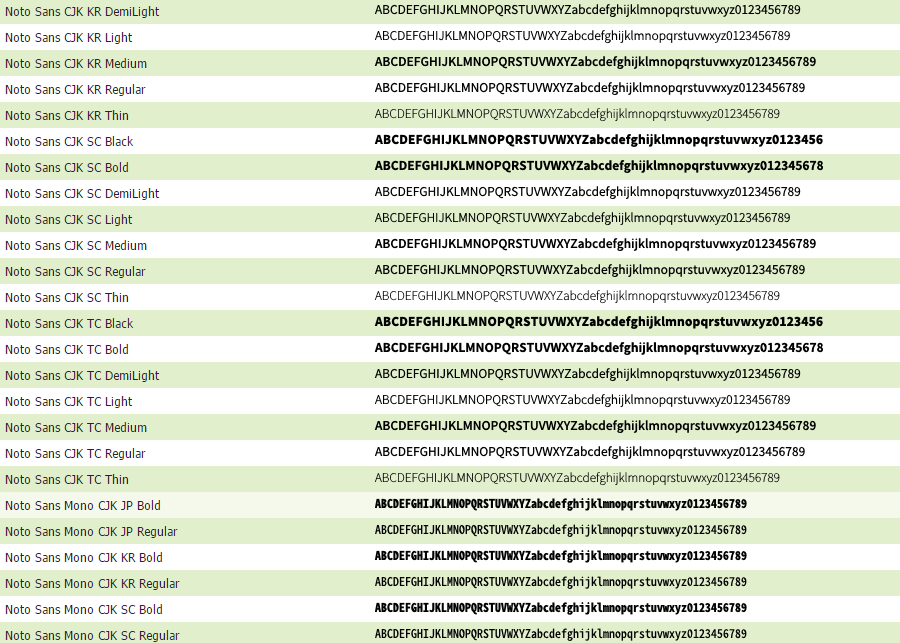 Noto Sans CJK KR DemiLight ABCDEFGHIJKLMNOPQRSTUVWXYZabcdefghijklmnopqrstuvwxyz0123456789
Noto Sans CJK KR Light ABCDEFGHIJKLMNOPQRSTUVWXYZabcdefghijklmnopqrstuvwxyz0123456789
Noto Sans CJK KR Medium ABCDEFGHIJKLMNOPQRSTUVWXYZabcdefghijklmnopqrstuvwxyz0123456789
Noto Sans CJK KR Regular ABCDEFGHIJKLMNOPQRSTUVWXYZabcdefghijklmnopqrstuvwxyz0123456789
Noto Sans CJK KR Thin ABCDEFGHIJKLMNOPQRSTUVWXYZabcdefghijklmnopqrstuvwxyz0123456789
Noto Sans CJK SC Black ABCDEFGHIJKLMNOPQRSTUVWXYZabcdefghijklmnopqrstuvwxyz0123456
Noto Sans CJK SC Bold ABCDEFGHIJKLMNOPQRSTUVWXYZabcdefghijklmnopqrstuvwxyz012345678
Noto Sans CJK SC DemiLight ABCDEFGHIJKLMNOPQRSTUVWXYZabcdefghijklmnopqrstuvwxyz0123456789
Noto Sans CJK SC Light ABCDEFGHIJKLMNOPQRSTUVWXYZabcdefghijklmnopqrstuvwxyz0123456789
Noto Sans CJK SC Medium ABCDEFGHIJKLMNOPQRSTUVWXYZabcdefghijklmnopqrstuvwxyz0123456789
Noto Sans CJK SC Regular ABCDEFGHIJKLMNOPQRSTUVWXYZabcdefghijklmnopqrstuvwxyz0123456789
Noto Sans CJK SC Thin ABCDEFGHIJKLMNOPQRSTUVWXYZabcdefghijklmnopqrstuvwxyz0123456789
Noto Sans CJK TC Black ABCDEFGHIJKLMNOPQRSTUVWXYZabcdefghijklmnopqrstuvwxyz0123456
Noto Sans CJK TC Bold ABCDEFGHIJKLMNOPQRSTUVWXYZabcdefghijklmnopqrstuvwxyz012345678
Noto Sans CJK TC DemiLight ABCDEFGHIJKLMNOPQRSTUVWXYZabcdefghijklmnopqrstuvwxyz0123456789
Noto Sans CJK TC Light ABCDEFGHIJKLMNOPQRSTUVWXYZabcdefghijklmnopqrstuvwxyz0123456789
Noto Sans CJK TC Medium ABCDEFGHIJKLMNOPQRSTUVWXYZabcdefghijklmnopqrstuvwxyz0123456789
Noto Sans CJK TC Regular ABCDEFGHIJKLMNOPQRSTUVWXYZabcdefghijklmnopqrstuvwxyz0123456789
Noto Sans CJK TC Thin ABCDEFGHIJKLMNOPQRSTUVWXYZabcdefghijklmnopqrstuvwxyz0123456789
Noto Sans Mono CJK JP Bold ABCDEFGHIJKLMNOPQRSTUVWXYZabcdefghijklmnopqrstuvwxyz0123456789
Noto Sans Mono CJK JP Regular ABCDEFGHIJKLMNOPQRSTUVWXYZabcdefghijklmnopqrstuvwxyz0123456789
Noto Sans Mono CJK KR Bold ABCDEFGHIJKLMNOPQRSTUVWXYZabcdefghijklmnopqrstuvwxyz0123456789
Noto Sans Mono CJK KR Regular ABCDEFGHIJKLMNOPQRSTUVWXYZabcdefghijklmnopqrstuvwxyz0123456789
Noto Sans Mono CJK SC Bold ABCDEFGHIJKLMNOPQRSTUVWXYZabcdefghijklmnopqrstuvwxyz0123456789
Noto Sans Mono CJK SC Regular ABCDEFGHIJKLMNOPQRSTUVWXYZabcdefghijklmnopqrstuvwxyz0123456789